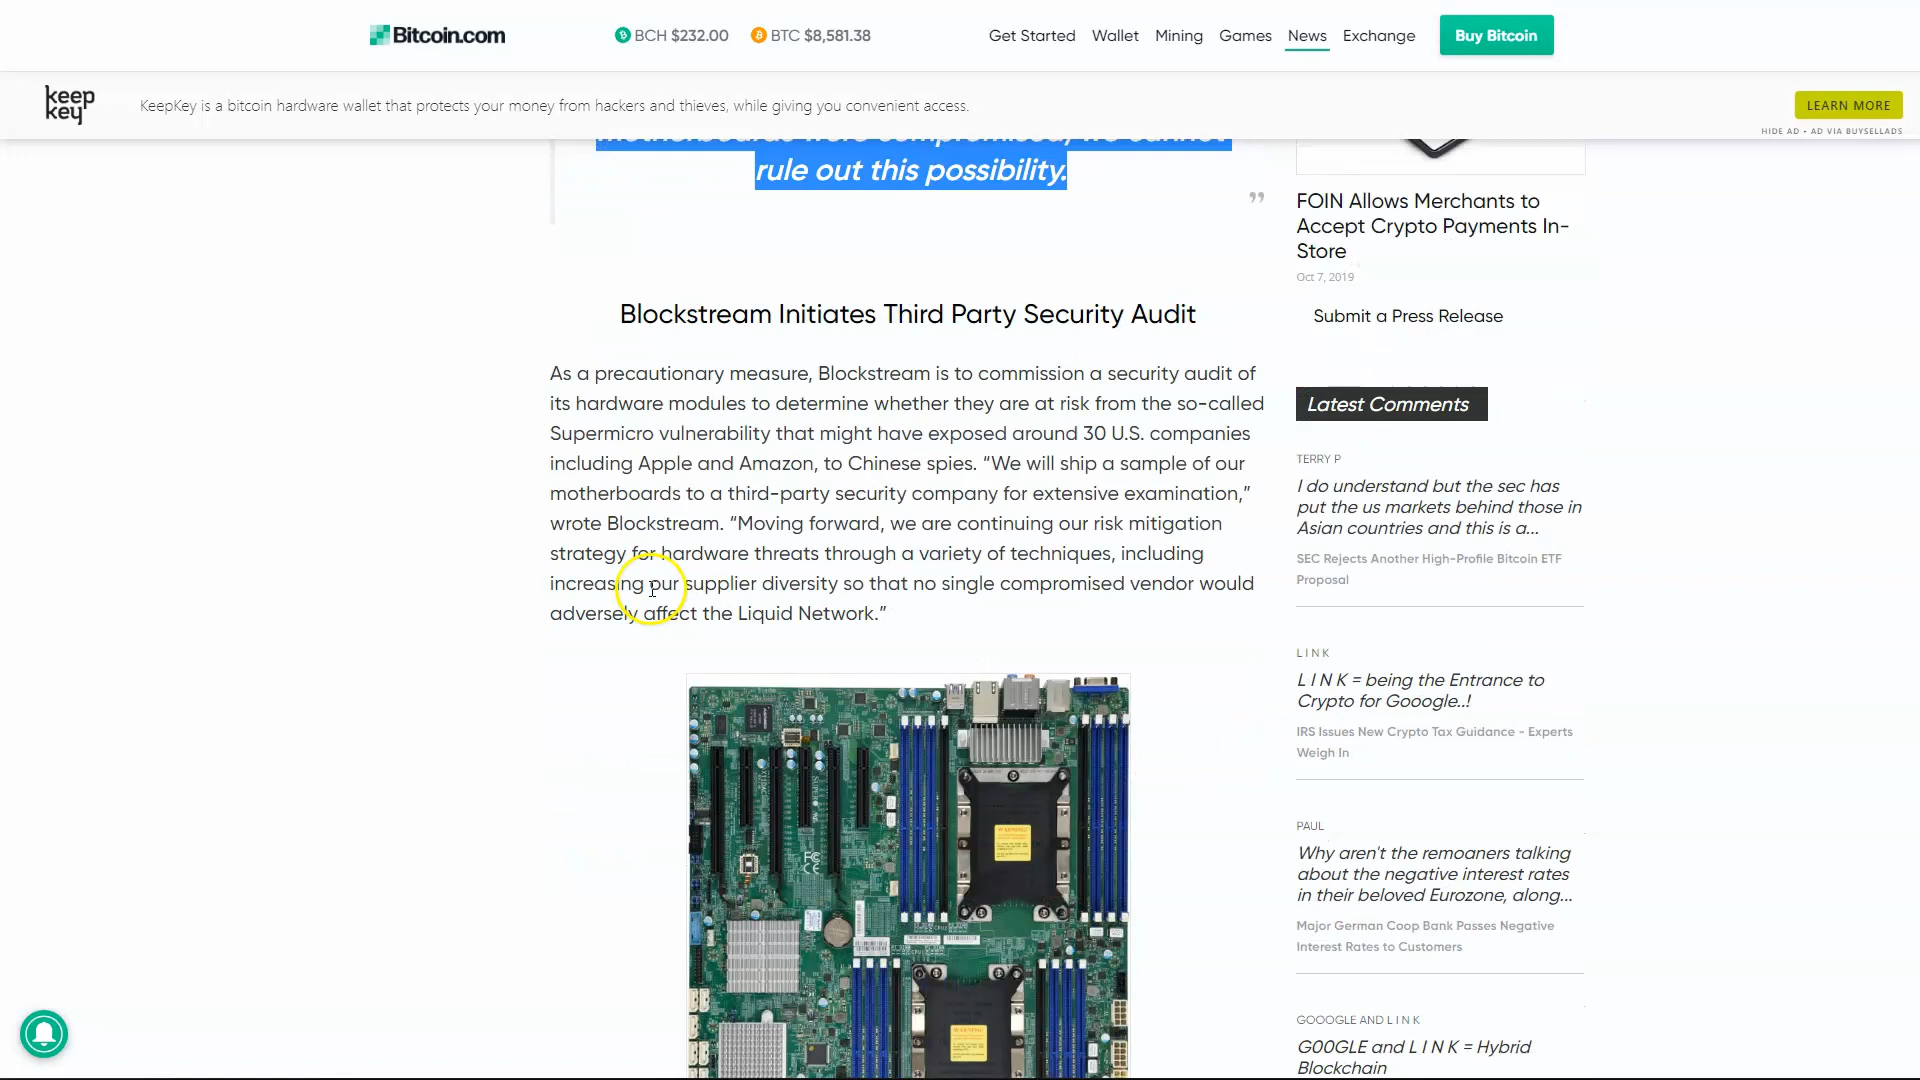 Bitcoin.com
BCH $232.00
BTC $8,581.38
Get Started
Wallet
Mining
Games
News
Exchange
Buy Bitcoin
keep
key
KeepKey is a bitcoin hardware wallet that protects your money from hackers and thieves, while giving you convenient access.
LEARN MORE
HIDE AD • AD VIA BUYSELLADS
motherboards were compromised, we cannot
rule out this possibility.
”
Blockstream Initiates Third Party Security Audit
As a precautionary measure, Blockstream is to commission a security audit of
its hardware modules to determine whether they are at risk from the so-called
Supermicro vulnerability that might have exposed around 30 U.S. companies
including Apple and Amazon, to Chinese spies. “We will ship a sample of our
motherboards to a third-party security company for extensive examination,”
wrote Blockstream. “Moving forward, we are continuing our risk mitigation
strategy for hardware threats through a variety of techniques, including
increasing our supplier diversity so that no single compromised vendor would
adversely affect the Liquid Network.”
FOIN Allows Merchants to
Accept Crypto Payments In-
Store
Oct 7, 2019
Submit a Press Release
Latest Comments
TERRY P
I do understand but the sec has
put the us markets behind those in
Asian countries and this is a...
SEC Rejects Another High-Profile Bitcoin ETF
Proposal
L I N K
L I N K = being the Entrance to
Crypto for Gooogle..!
IRS Issues New Crypto Tax Guidance - Experts
Weigh In
PAUL
Why aren't the remoaners talking
about the negative interest rates
in their beloved Eurozone, along...
Major German Coop Bank Passes Negative
Interest Rates to Customers
GOOOGLE AND L I N K
G00GLE and L I N K = Hybrid
Blockchain